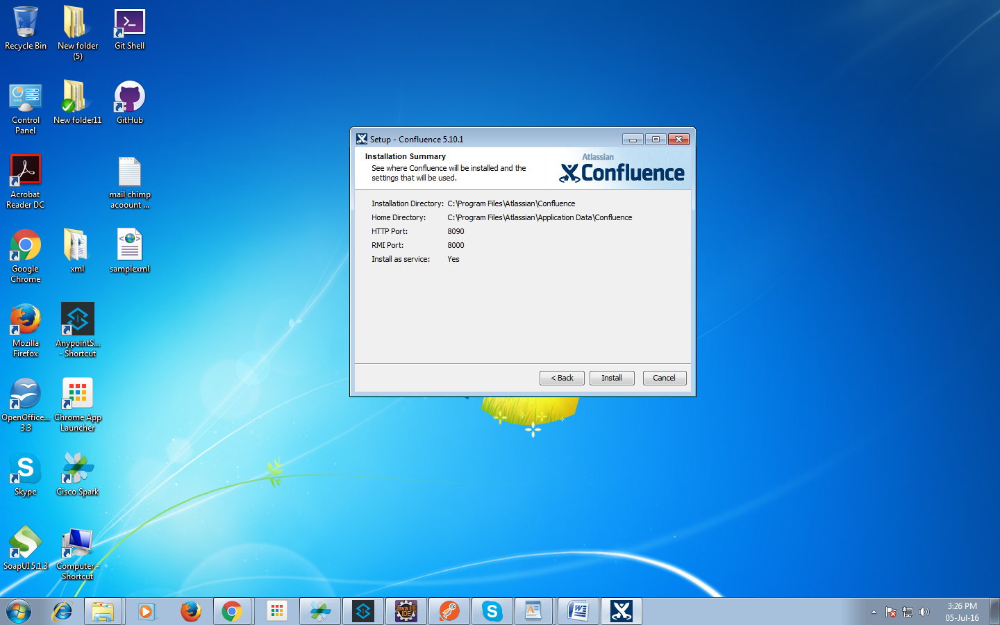 Recycle Bin
New folder
(5)
Git Shell
Control
Panel
New folder11
GitHub
Acrobat
Reader DC
mail chimp
acoount ...
Google
Chrome
xml
samplexml
Mozilla
Firefox
AnypointS...
- Shortcut
OpenOffice...
3.3
Chrome App
Launcher
Skype
Cisco Spark
SoapUI 5.1.3
Computer -
Shortcut
Setup - Confluence 5.10.1
Installation Summary
See where Confluence will be installed and the
settings that will be used.
Atlassian
Confluence
Installation Directory: C:\Program Files\Atlassian\Confluence
Home Directory: C:\Program Files\Atlassian\Application Data\Confluence
HTTP Port: 8090
RMI Port: 8000
Install as service: Yes
< Back
Install
Cancel
Java EE
IDE
3:26 PM
05-Jul-16